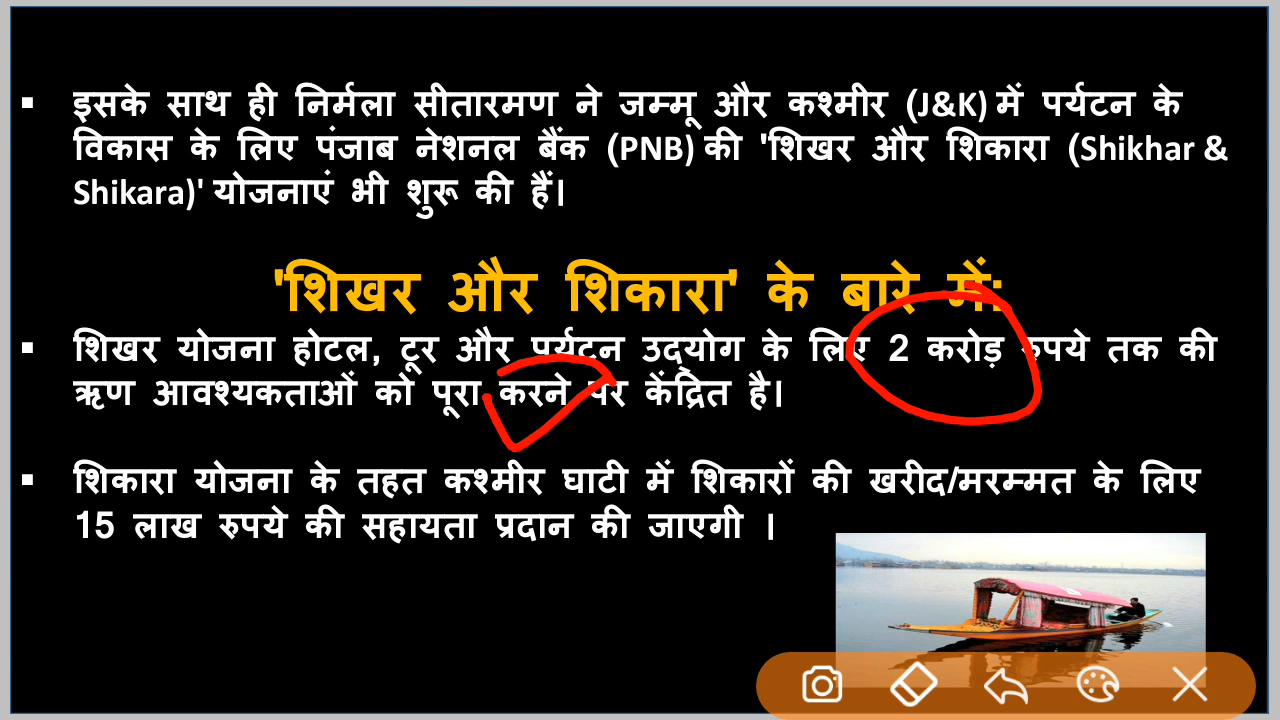 ▪ इसके साथ ही निर्मला सीतारमण ने जम्मू और कश्मीर (J&K) में पर्यटन के
विकास के लिए पंजाब नेशनल बैंक (PNB) की 'शिखर और शिकारा (Shikhar &
Shikara)' योजनाएं भी शुरू की हैं।
'शिखर और शिकारा' के बारे में:
▪ शिखर योजना होटल, टूर और पर्यटन उद्योग के लिए 2 करोड़ रुपये तक की
ऋण आवश्यकताओं को पूरा करने पर केंद्रित है।
▪ शिकारा योजना के तहत कश्मीर घाटी में शिकारों की खरीद/मरम्मत के लिए
15 लाख रुपये की सहायता प्रदान की जाएगी ।